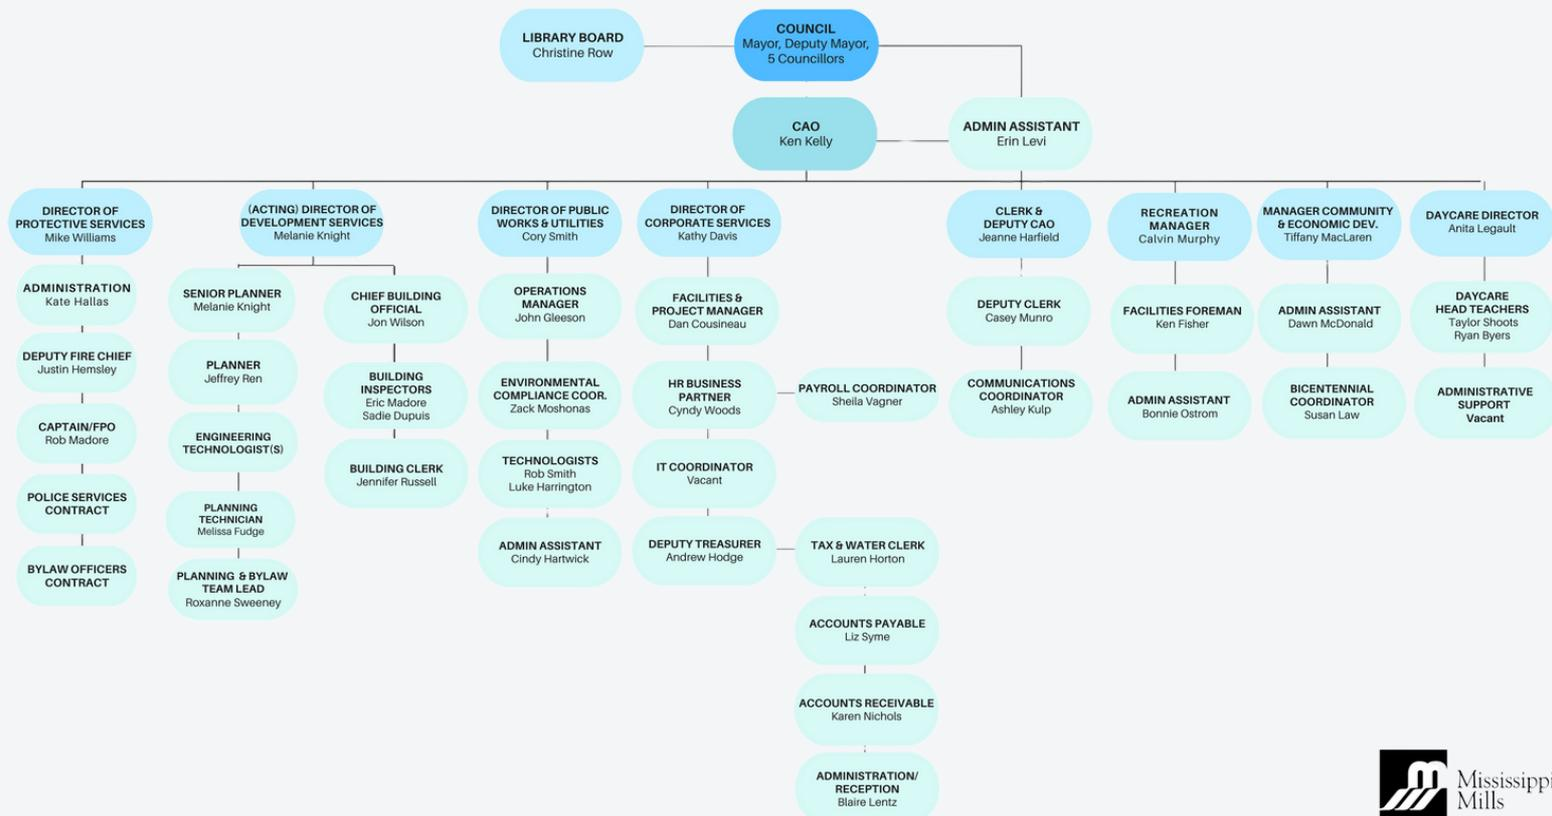 LIBRARY BOARD
Christine Row
COUNCIL
Mayor, Deputy Mayor,
5 Councillors
CAO
Ken Kelly
ADMIN ASSISTANT
Erin Levi
DIRECTOR OF
PROTECTIVE SERVICES
Mike Williams
ADMINISTRATION
Kate Hallas
DEPUTY FIRE CHIEF
Justin Hemsley
CAPTAIN/FPO
Rob Madore
POLICE SERVICES
CONTRACT
BYLAW OFFICERS
CONTRACT
(ACTING) DIRECTOR OF
DEVELOPMENT SERVICES
Melanie Knight
SENIOR PLANNER
Melanie Knight
PLANNER
Jeffrey Ren
ENGINEERING
TECHNOLOGIST(S)
PLANNING
TECHNICIAN
Melissa Fudge
PLANNING & BYLAW
TEAM LEAD
Roxanne Sweeney
CHIEF BUILDING
OFFICIAL
Jon Wilson
BUILDING
INSPECTORS
Eric Madore
Sadie Dupuis
BUILDING CLERK
Jennifer Russell
DIRECTOR OF PUBLIC
WORKS & UTILITIES
Cory Smith
OPERATIONS
MANAGER
John Gleeson
ENVIRONMENTAL
COMPLIANCE COOR.
Zack Moshonas
TECHNOLOGISTS
Rob Smith
Luke Harrington
ADMIN ASSISTANT
Cindy Hartwick
DIRECTOR OF
CORPORATE SERVICES
Kathy Davis
FACILITIES &
PROJECT MANAGER
Dan Cousineau
HR BUSINESS
PARTNER
Cyndy Woods
PAYROLL COORDINATOR
Sheila Vagner
IT COORDINATOR
Vacant
DEPUTY TREASURER
Andrew Hodge
TAX & WATER CLERK
Lauren Horton
ACCOUNTS PAYABLE
Liz Syme
ACCOUNTS RECEIVABLE
Karen Nichols
ADMINISTRATION/
RECEPTION
Blaire Lentz
CLERK &
DEPUTY CAO
Jeanne Harfield
DEPUTY CLERK
Casey Munro
COMMUNICATIONS
COORDINATOR
Ashley Kulp
RECREATION
MANAGER
Calvin Murphy
FACILITIES FOREMAN
Ken Fisher
ADMIN ASSISTANT
Bonnie Ostrom
MANAGER COMMUNITY
& ECONOMIC DEV.
Tiffany MacLaren
ADMIN ASSISTANT
Dawn McDonald
BICENTENNIAL
COORDINATOR
Susan Law
DAYCARE DIRECTOR
Anita Legault
DAYCARE
HEAD TEACHERS
Taylor Shoots
Ryan Byers
ADMINISTRATIVE
SUPPORT
Vacant
Mississippi
Mills